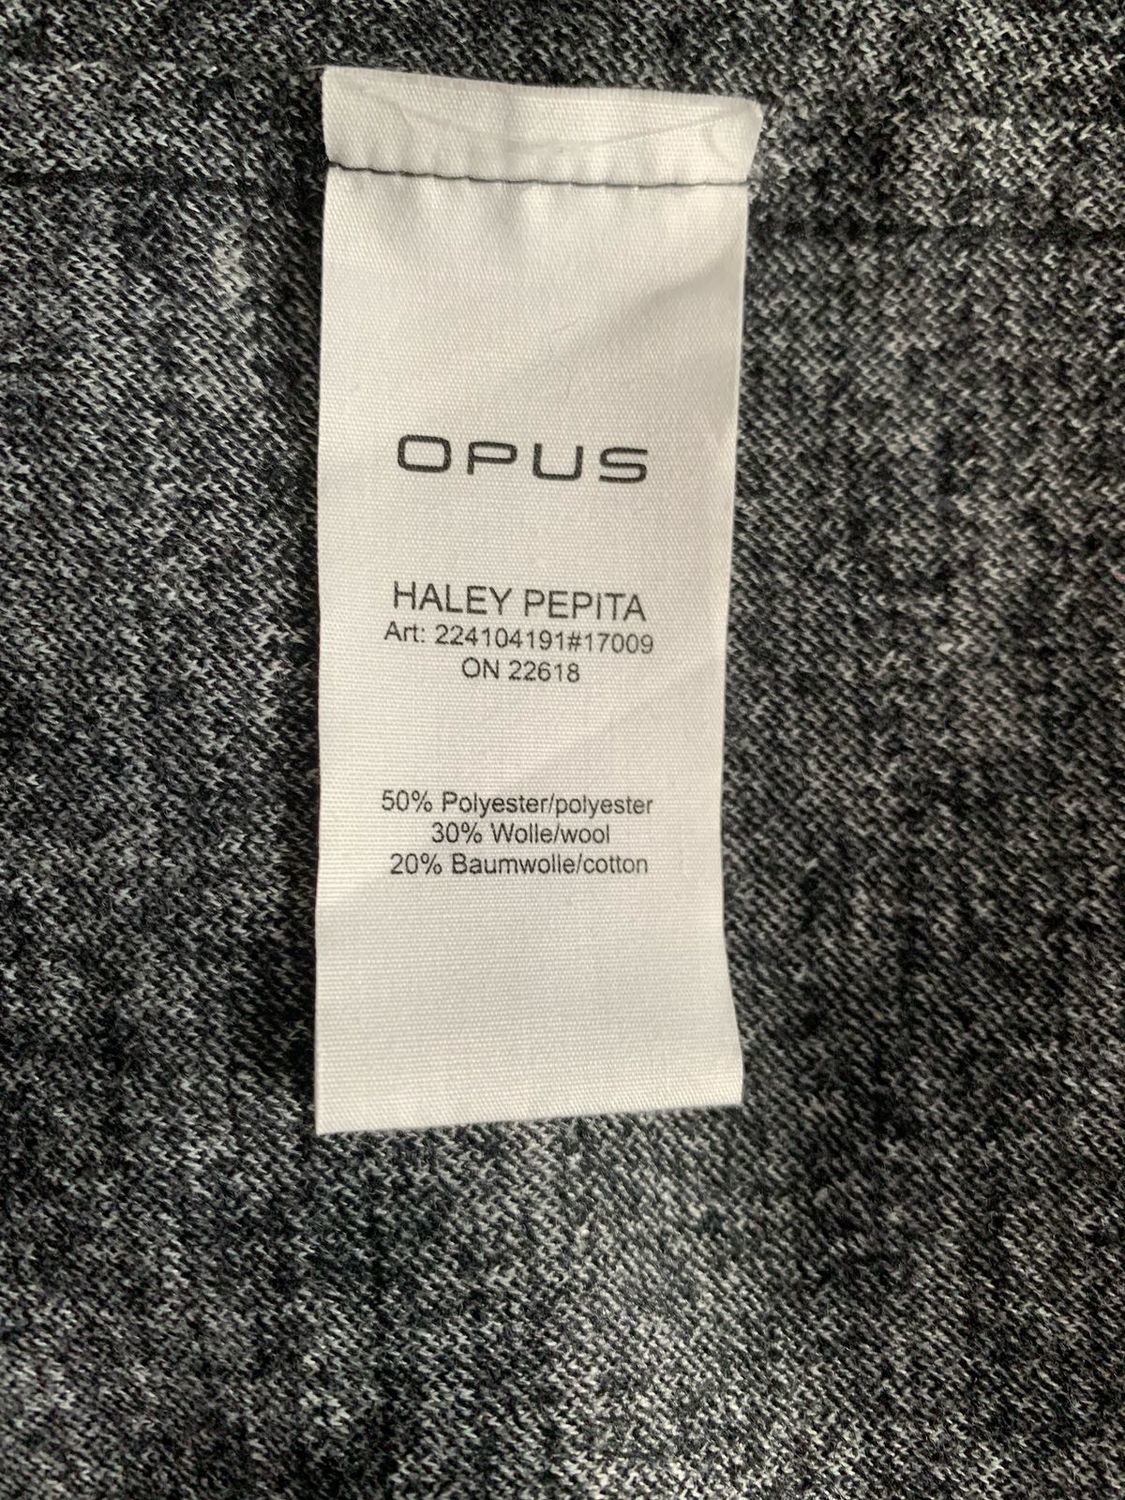 OPUS
HALEY PEPITA
Art: 224104191#17009
ON 22618
50% Polyester/polyester
30% Wolle/wool
20% Baumwolle/cotton